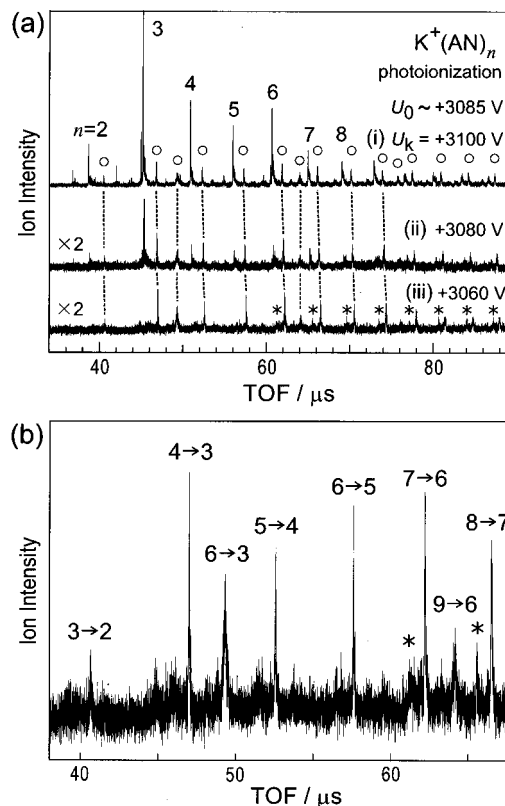 (a)
3
K⁺(AN)ₙ
photoionization
4
6
U₀ ~ +3085 V
5
7
8
(i) Uₖ = +3100 V
n=2
Ion Intensity
×2
(ii) +3080 V
×2
(iii) +3060 V
* * * * * * * *
40 50 60 70 80
TOF / μs
(b)
4→3
6→5
7→6
6→3
5→4
8→7
9→6
3→2
* *
Ion Intensity
40 50 60
TOF / μs